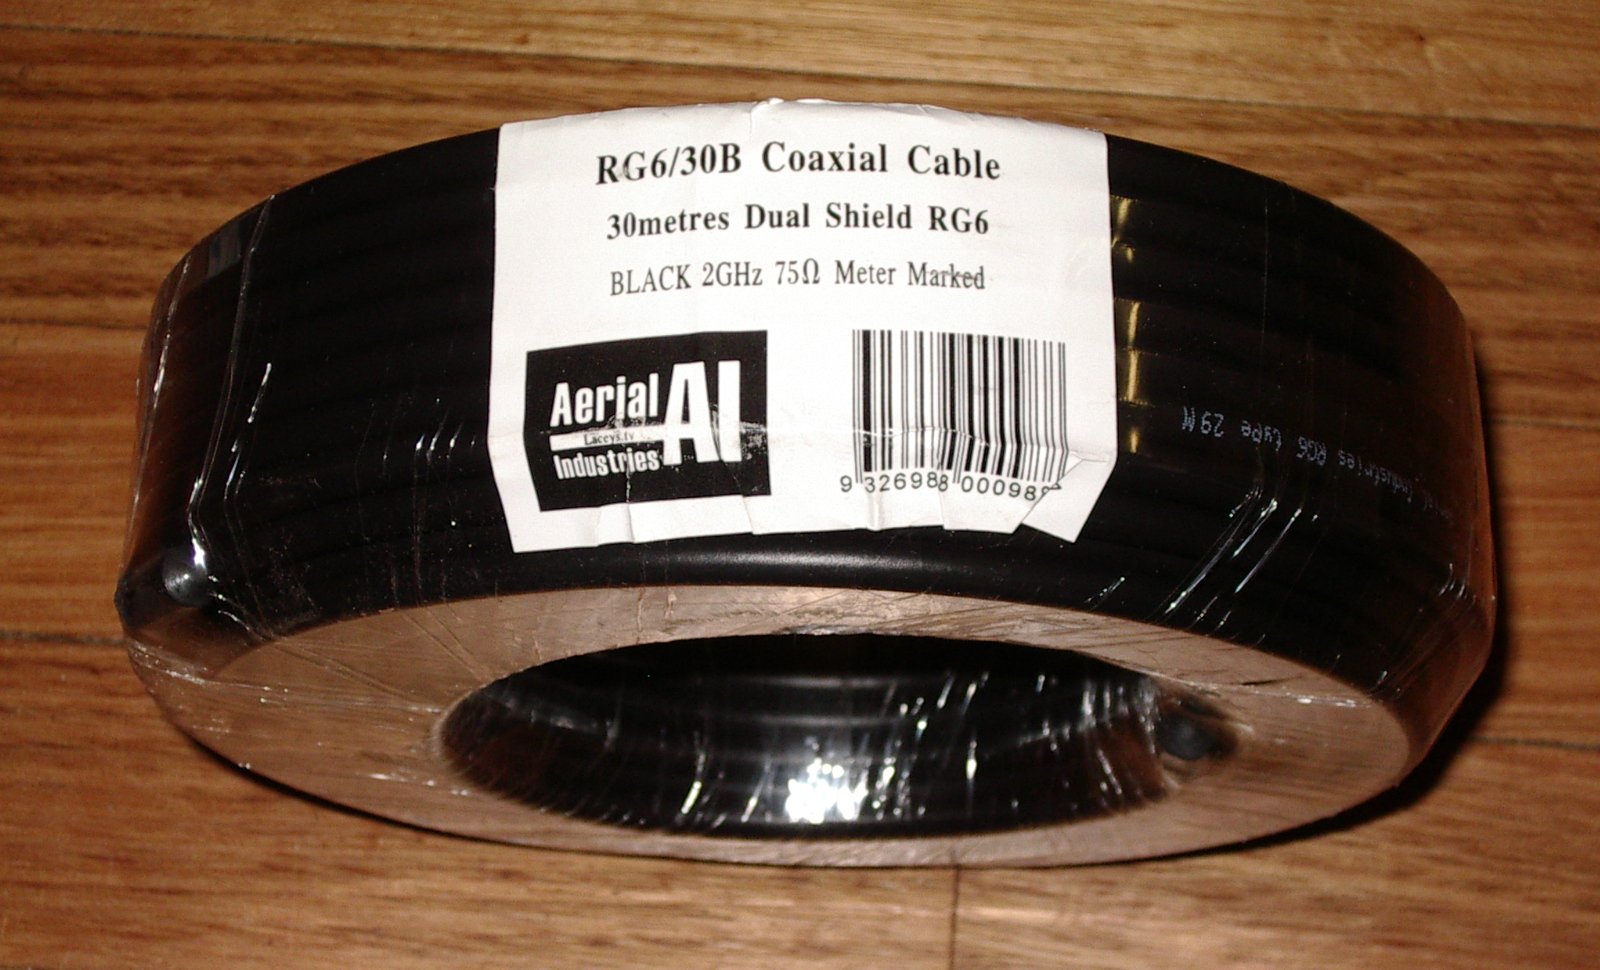 RG6/30B Coaxial Cable
30metres Dual Shield RG6
BLACK 2GHz 75Ω Meter Marked
Aerial AI
Laceys.tv
Industries
9 326988 00098
Industries RG6 type 29M